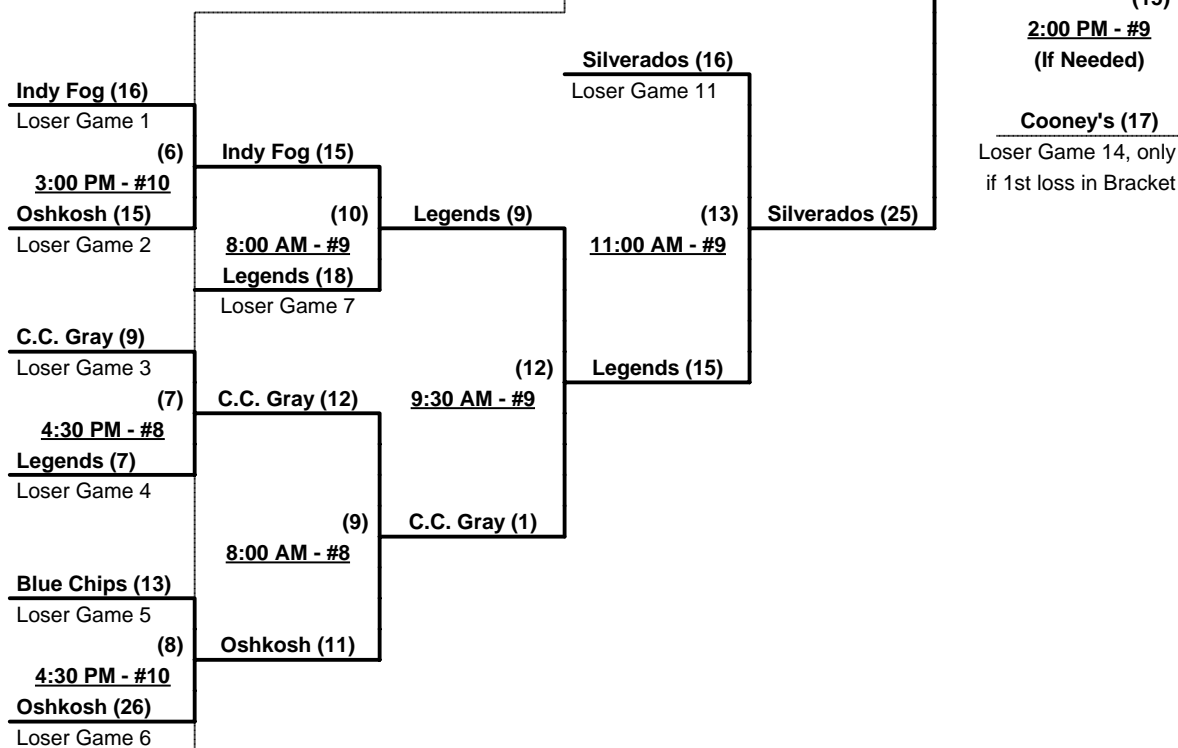 (15)
2:00 PM - #9
(If Needed)
Silverados (16)
Loser Game 11
Indy Fog (16)
Loser Game 1
Cooney's (17)
(6)
Indy Fog (15)
Loser Game 14, only
3:00 PM - #10
if 1st loss in Bracket
Oshkosh (15)
(10)
Legends (9)
(13)
Silverados (25)
Loser Game 2
8:00 AM - #9
11:00 AM - #9
Legends (18)
Loser Game 7
C.C. Gray (9)
Loser Game 3
(12)
Legends (15)
(7)
C.C. Gray (12)
9:30 AM - #9
4:30 PM - #8
Legends (7)
Loser Game 4
(9)
C.C. Gray (1)
8:00 AM - #8
Blue Chips (13)
Loser Game 5
(8)
Oshkosh (11)
4:30 PM - #10
Oshkosh (26)
Loser Game 6